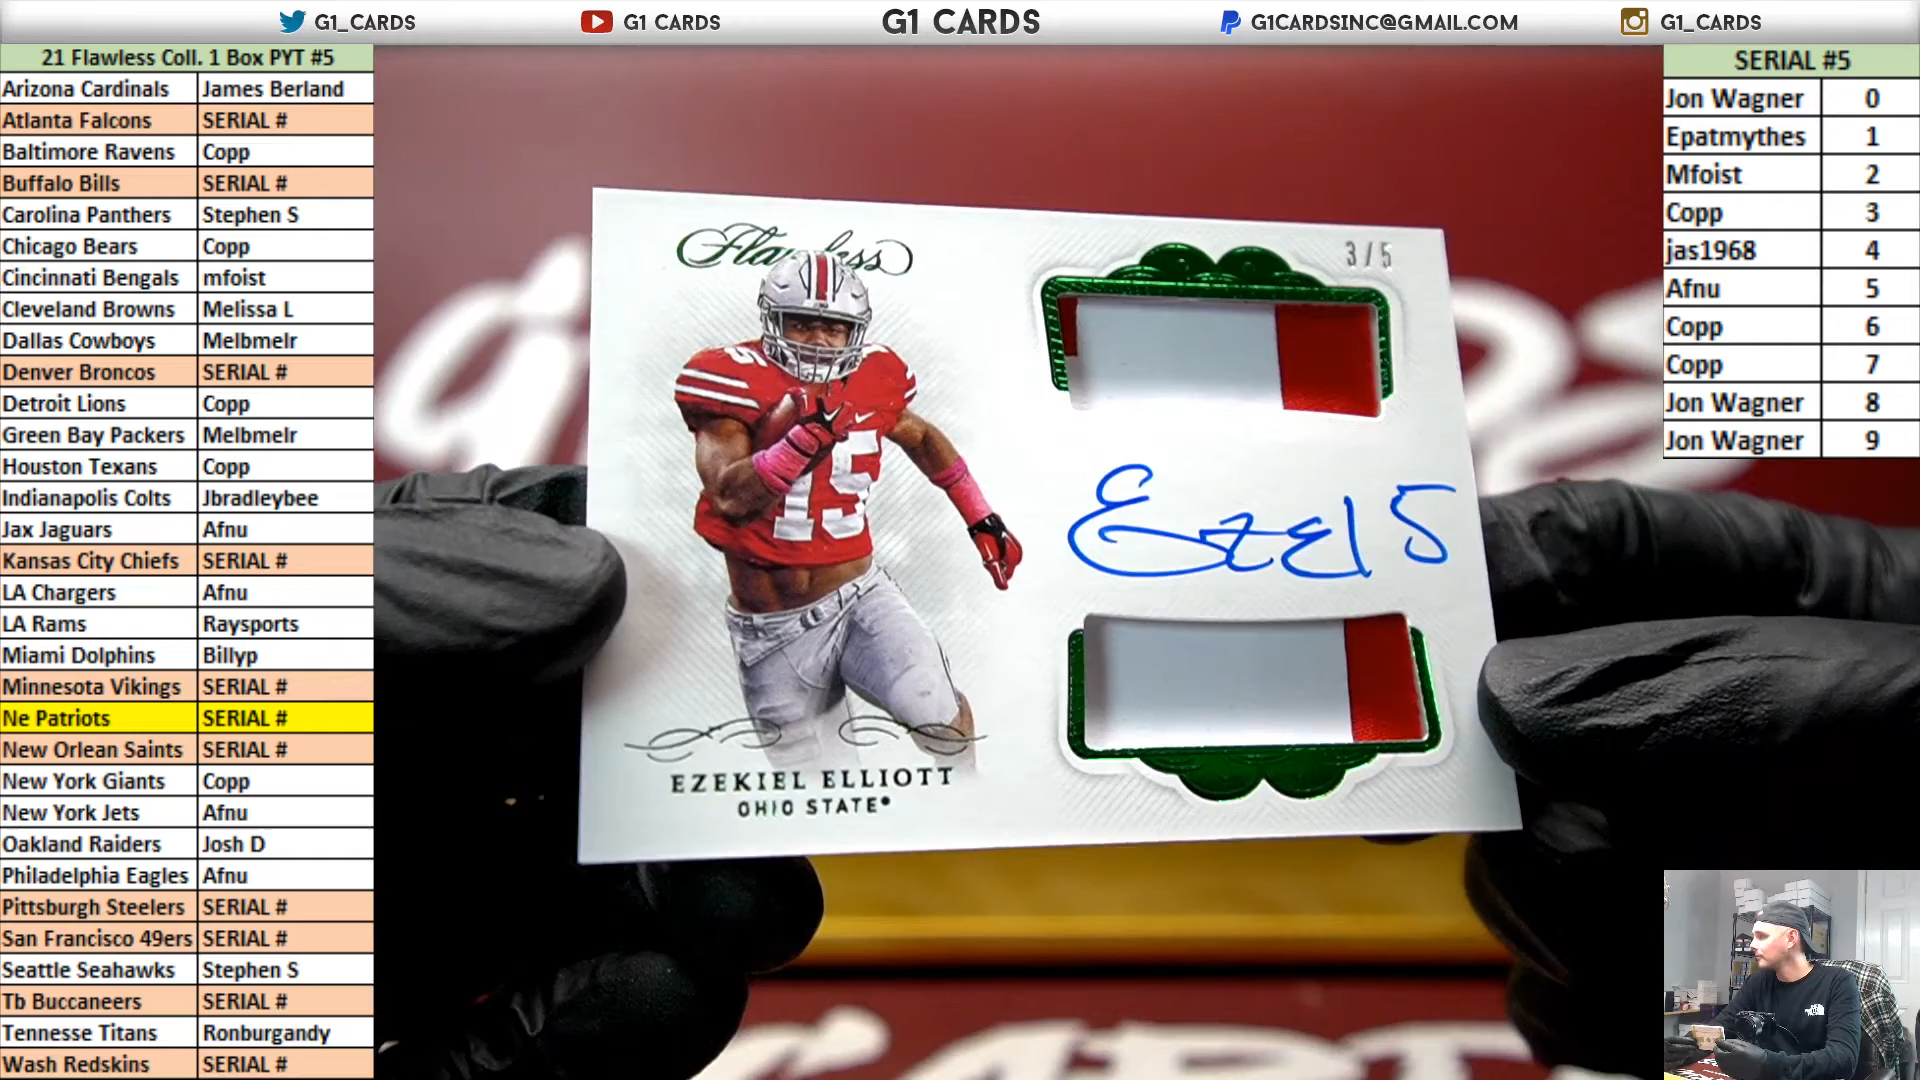 G1_CARDS
G1 CARDS
G1 CARDS
G1CARDSINC@GMAIL.COM
G1_CARDS
21 Flawless Coll. 1 Box PYT #5
Arizona Cardinals James Berland
Atlanta Falcons SERIAL #
Baltimore Ravens Copp
Buffalo Bills SERIAL #
Carolina Panthers Stephen S
Chicago Bears Copp
Cincinnati Bengals mfoist
Cleveland Browns Melissa L
Dallas Cowboys Melbmelr
Denver Broncos SERIAL #
Detroit Lions Copp
Green Bay Packers Melbmelr
Houston Texans Copp
Indianapolis Colts Jbradleybee
Jax Jaguars Afnu
Kansas City Chiefs SERIAL #
LA Chargers Afnu
LA Rams Raysports
Miami Dolphins Billyp
Minnesota Vikings SERIAL #
Ne Patriots SERIAL #
New Orlean Saints SERIAL #
New York Giants Copp
New York Jets Afnu
Oakland Raiders Josh D
Philadelphia Eagles Afnu
Pittsburgh Steelers SERIAL #
San Francisco 49ers SERIAL #
Seattle Seahawks Stephen S
Tb Buccaneers SERIAL #
Tennesse Titans Ronburgandy
Wash Redskins SERIAL #
Flawless
3/5
15
EZEKIEL ELLIOTT
OHIO STATE
SERIAL #5
Jon Wagner 0
Epatmythes 1
Mfoist 2
Copp 3
jas1968 4
Afnu 5
Copp 6
Copp 7
Jon Wagner 8
Jon Wagner 9